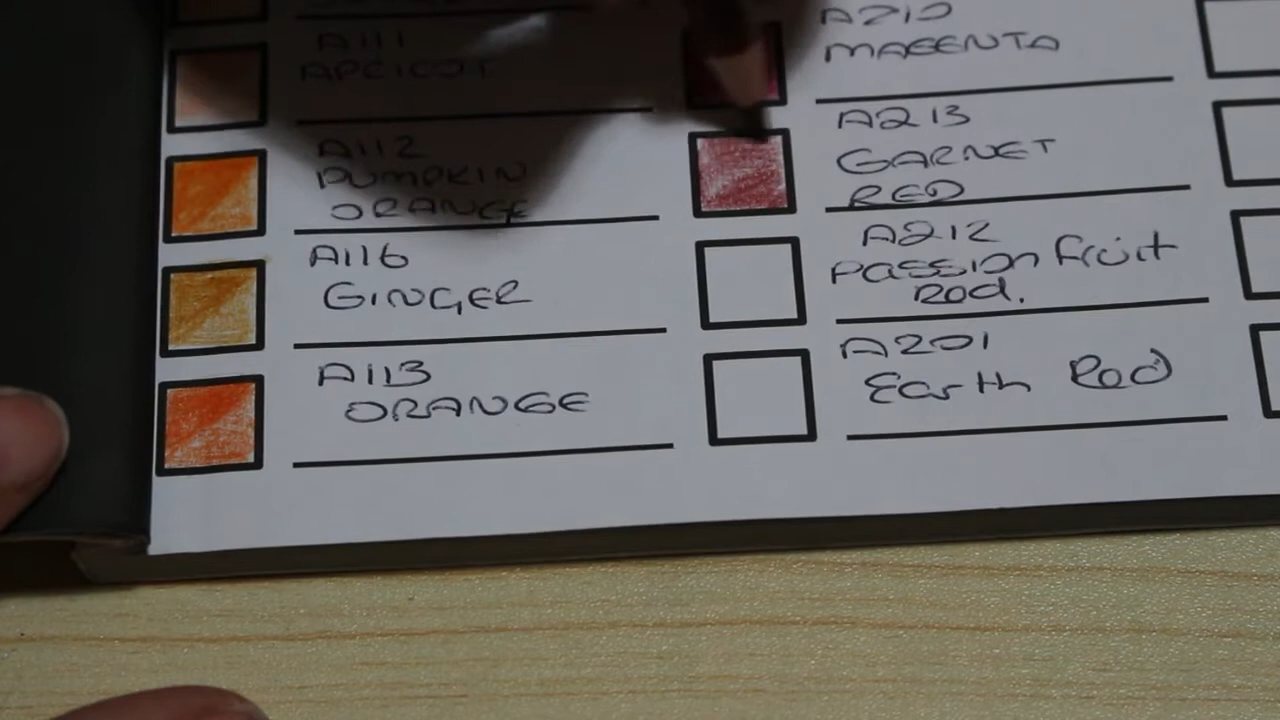 A111
APRICOT
A112
PUMPKIN
ORANGE
A116
GINGER
A113
ORANGE
A210
MAGENTA
A213
GARNET
RED
A212
Passion Fruit
Red.
A201
Earth Red